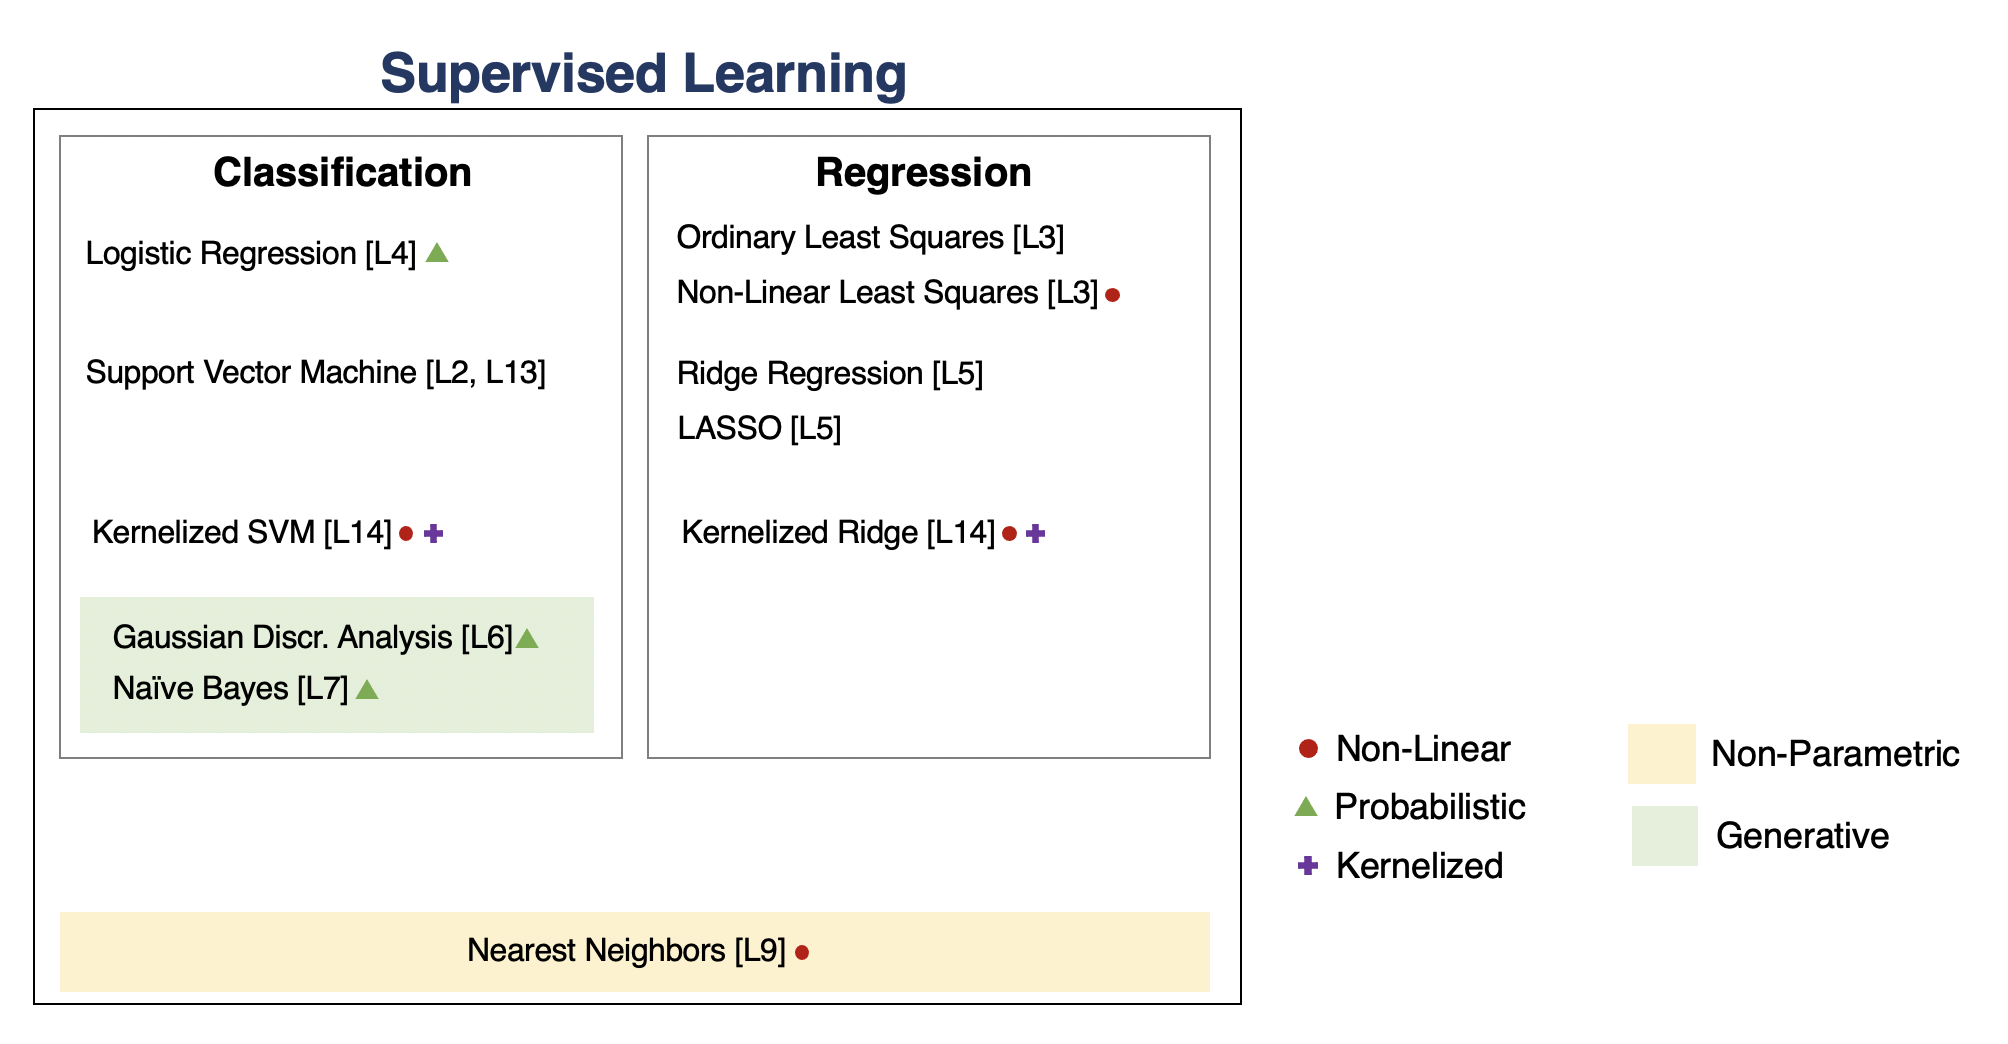 Supervised Learning
Classification
Logistic Regression [L4]
Support Vector Machine [L2, L13]
Kernelized SVM [L14]
Gaussian Discr. Analysis [L6]
Naïve Bayes [L7]
Regression
Ordinary Least Squares [L3]
Non-Linear Least Squares [L3]
Ridge Regression [L5]
LASSO [L5]
Kernelized Ridge [L14]
Nearest Neighbors [L9]
Non-Linear
Probabilistic
Kernelized
Non-Parametric
Generative